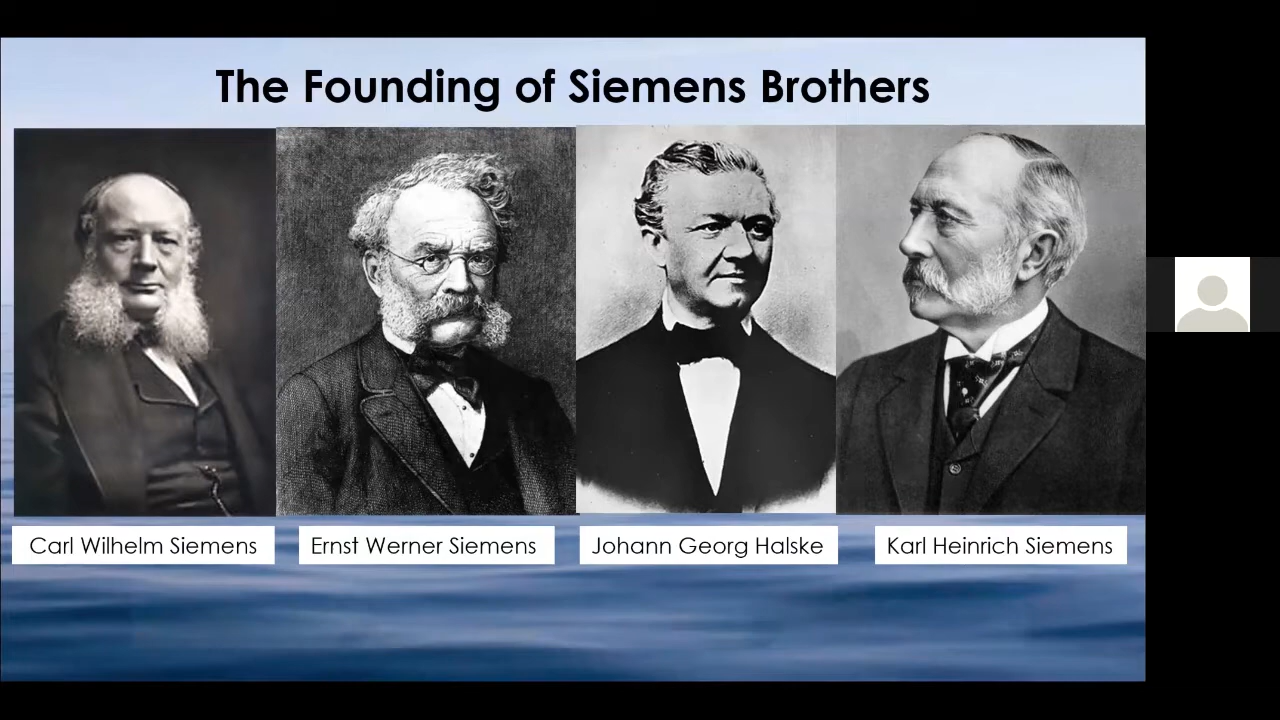 The Founding of Siemens Brothers
Carl Wilhelm Siemens
Ernst Werner Siemens
Johann Georg Halske
Karl Heinrich Siemens